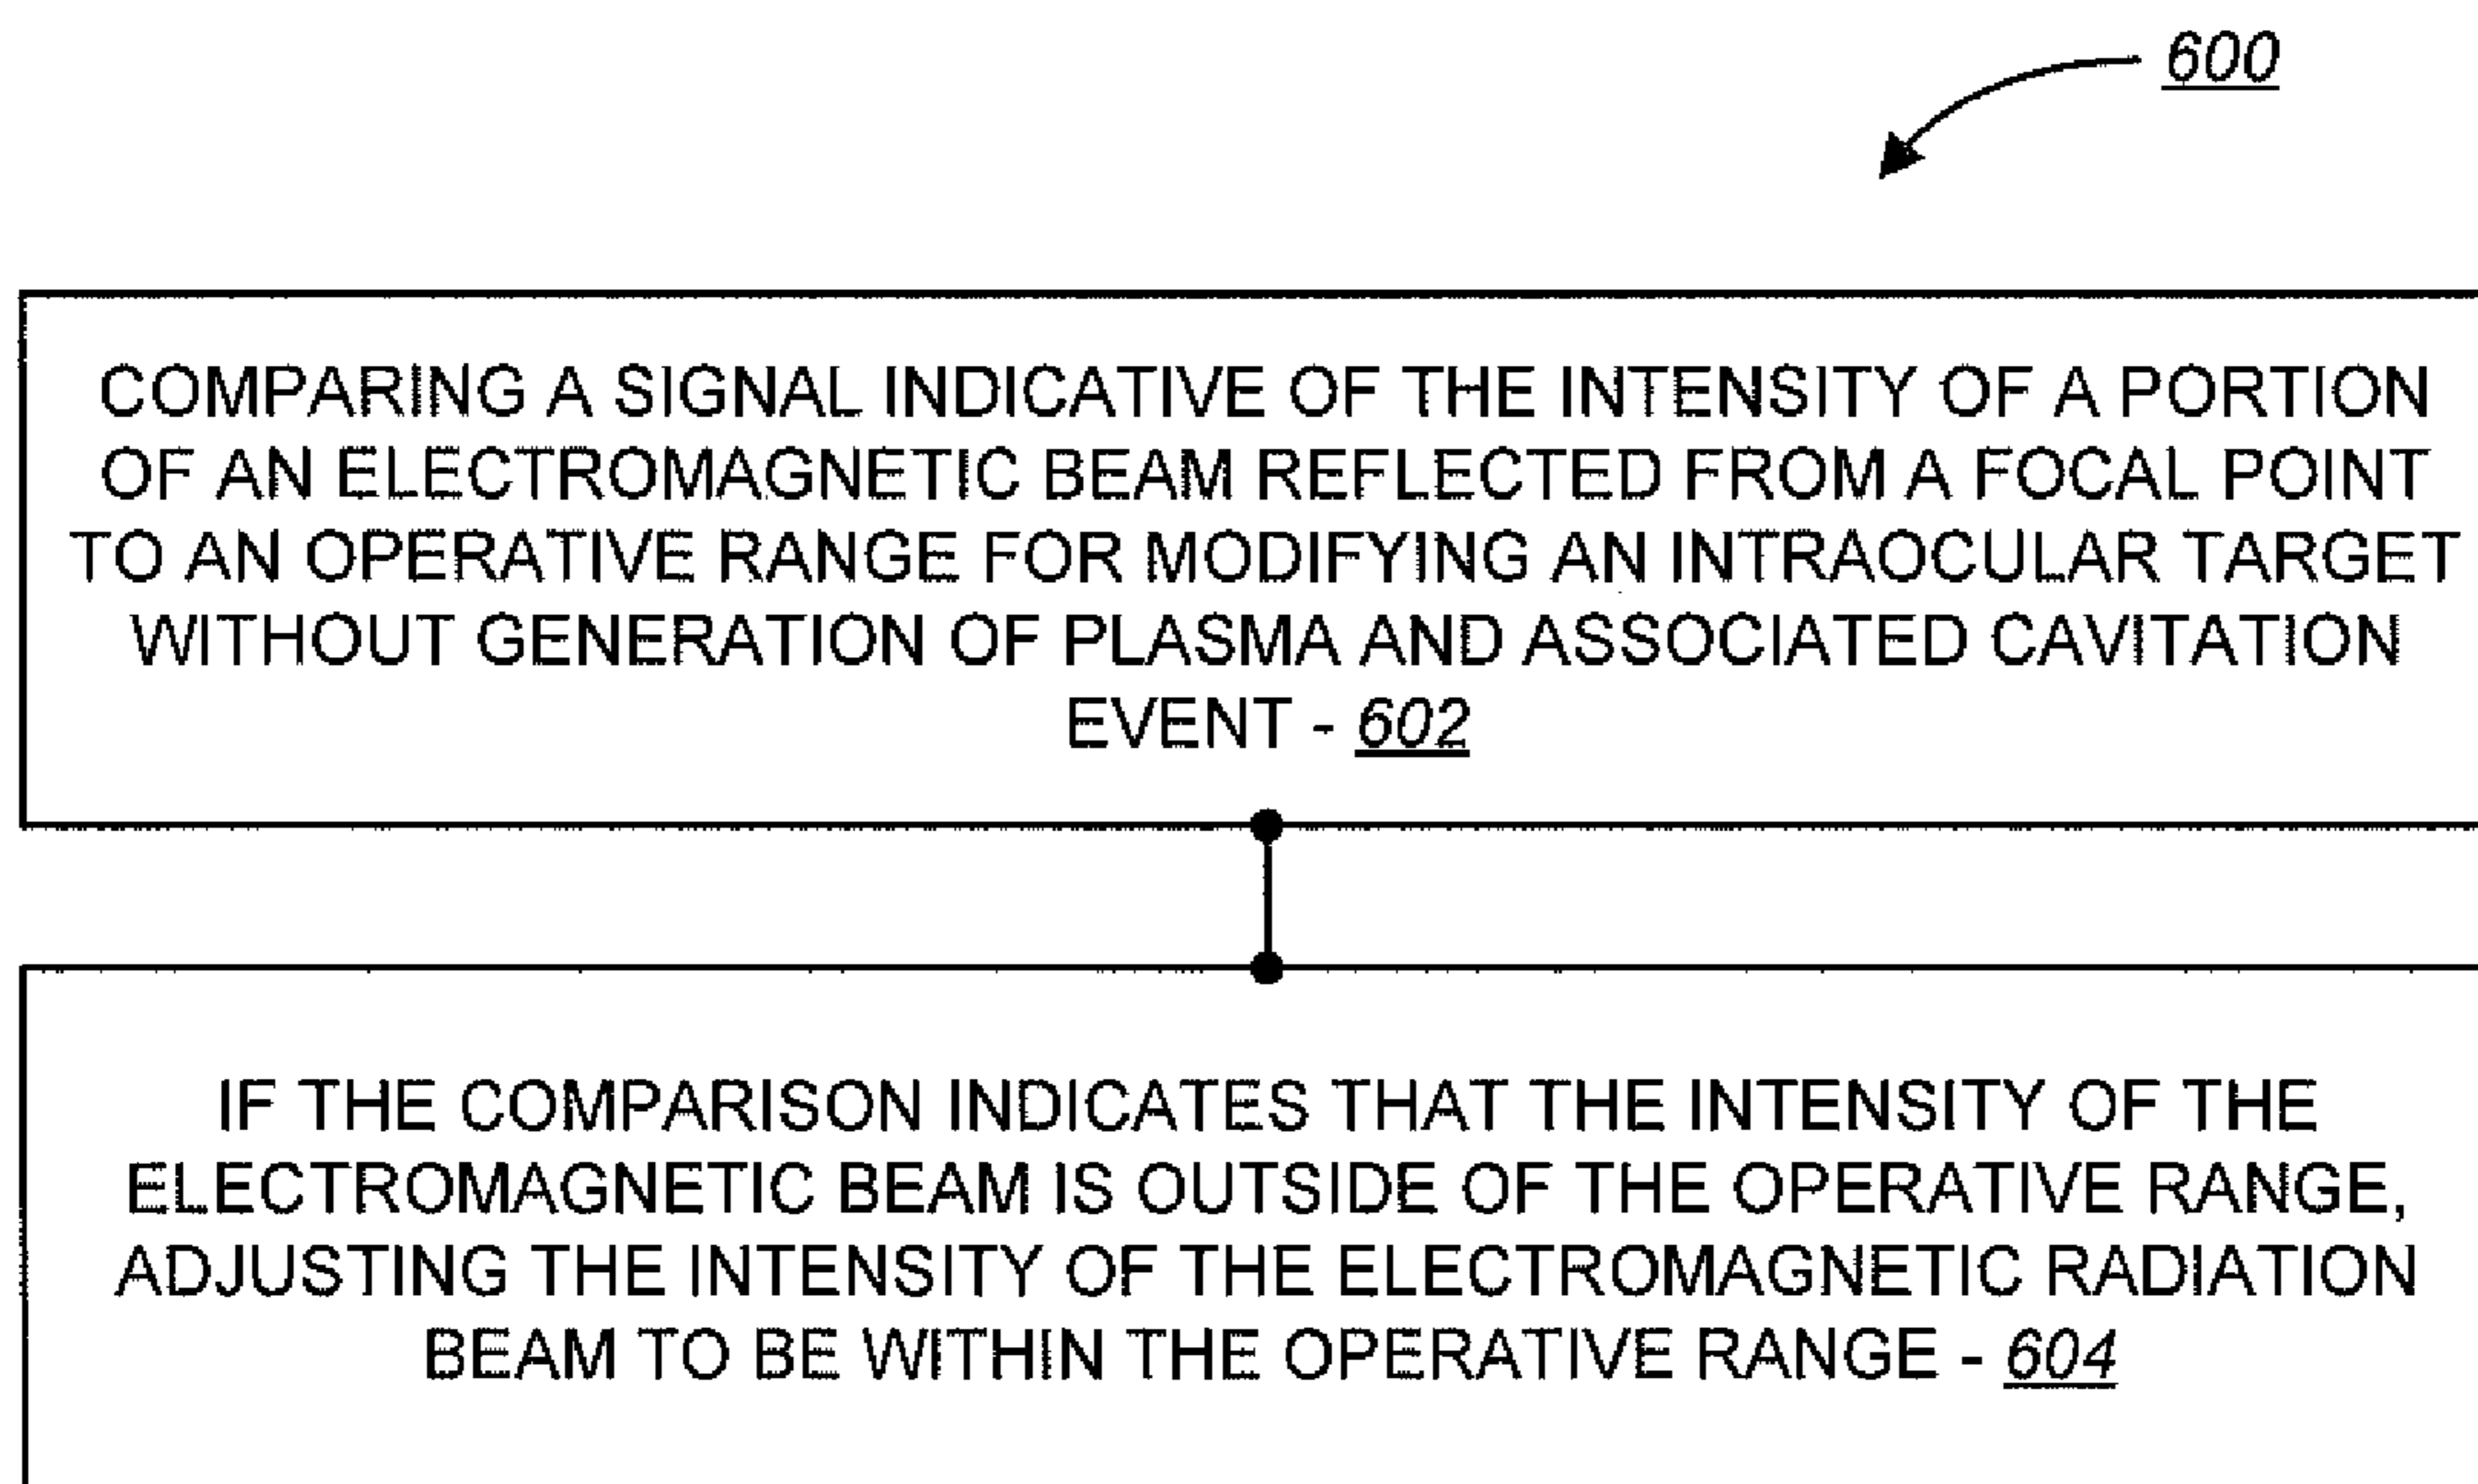 600
COMPARING A SIGNAL INDICATIVE OF THE INTENSITY OF A PORTION
OF AN ELECTROMAGNETIC BEAM REFLECTED FROM A FOCAL POINT
TO AN OPERATIVE RANGE FOR MODIFYING AN INTRAOCULAR TARGET
WITHOUT GENERATION OF PLASMA AND ASSOCIATED CAVITATION
EVENT - 602
IF THE COMPARISON INDICATES THAT THE INTENSITY OF THE
ELECTROMAGNETIC BEAM IS OUTSIDE OF THE OPERATIVE RANGE,
ADJUSTING THE INTENSITY OF THE ELECTROMAGNETIC RADIATION
BEAM TO BE WITHIN THE OPERATIVE RANGE - 604